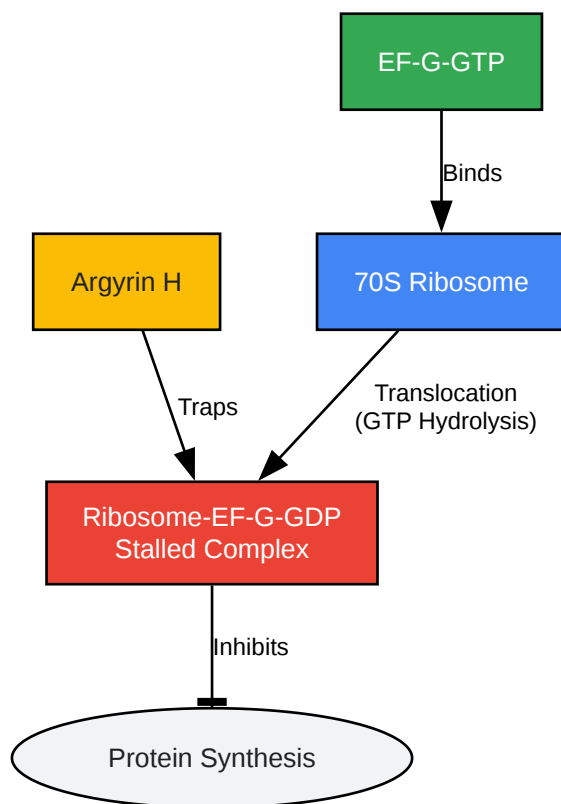 EF-G-GTP
Binds
Argyrin H
70S Ribosome
Traps
Translocation
(GTP Hydrolysis)
Ribosome-EF-G-GDP
Stalled Complex
Inhibits
Protein Synthesis